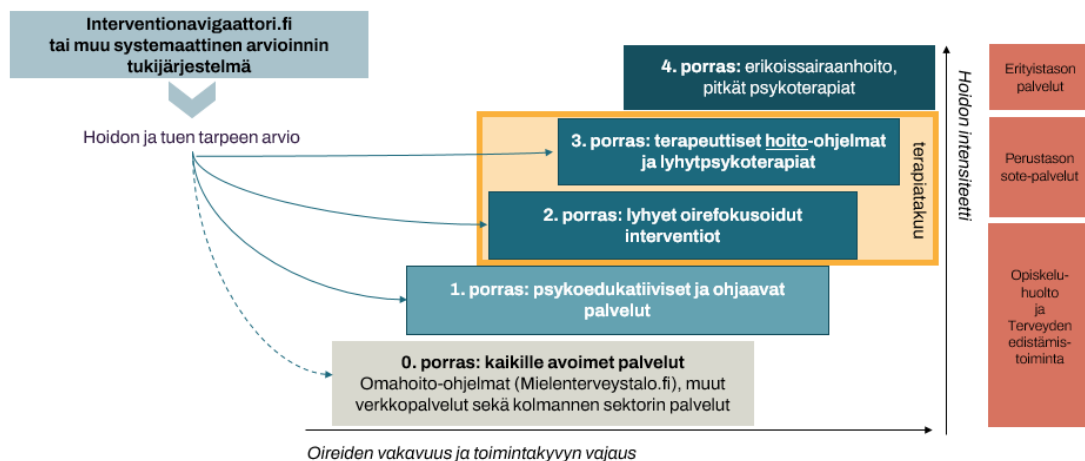 Interventionavigaattori.fi
tai muu systemaattinen arvioinnin
tukijärjestelmä
Hoidon ja tuen tarpeen arvio
4. porras: erikoissairaanhoito,
pitkät psykoterapiat
3. porras: terapeuttiset hoito-ohjelmat
ja lyhytpsykoterapiat
2. porras: lyhyet oirefokusoidut
interventiot
terapiatakuu
1. porras: psykoedukatiiviset ja ohjaavat
palvelut
0. porras: kaikille avoimet palvelut
Omahoito-ohjelmat (Mielenterveystalo.fi), muut
verkkopalvelut sekä kolmannen sektorin palvelut
Oireiden vakavuus ja toimintakyvyn vajaus
Hoidon intensiteetti
Erityistason
palvelut
Perustason
sote-palvelut
Opiskelu-
huolto
ja
Terveyden
edistämis-
toiminta